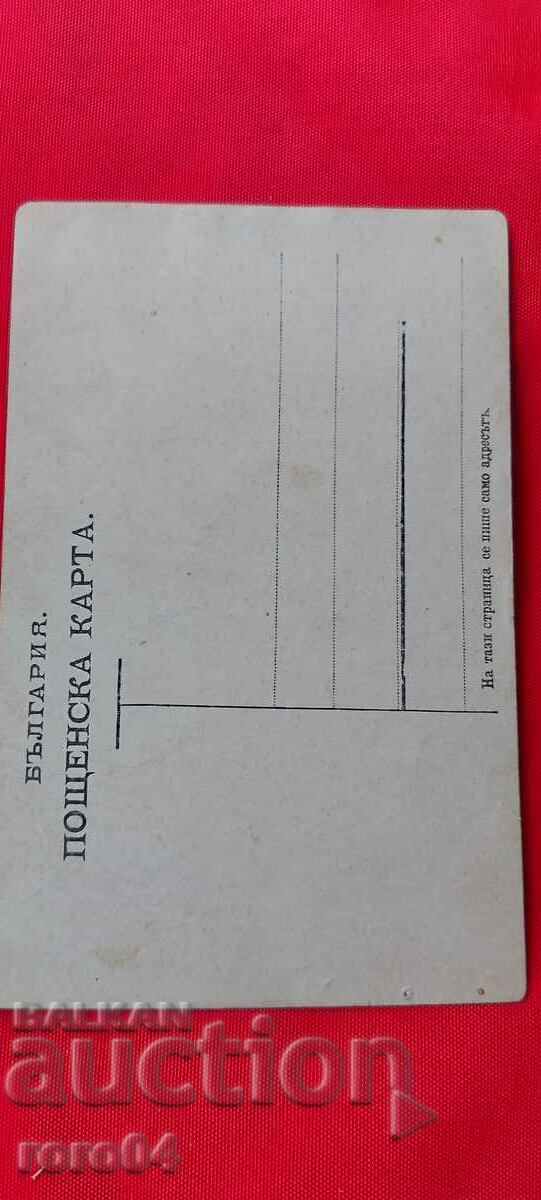 БЪЛГАРИЯ.
ПОЩЕНСКА КАРТА.
На тази страница се пише само адресътъ.
BALKAN
auction
roro04